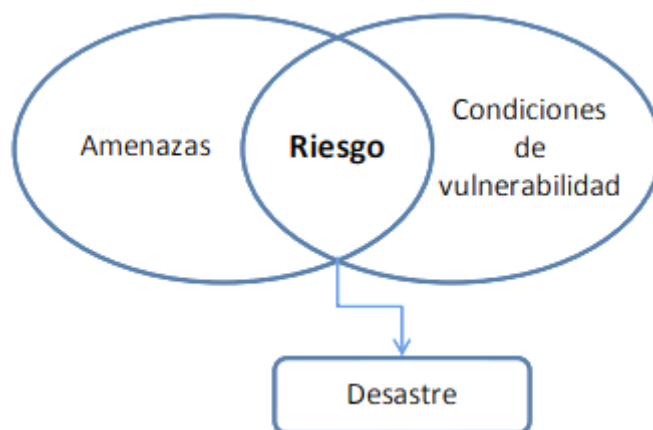 Amenazas
Riesgo
Condiciones
de
vulnerabilidad
Desastre